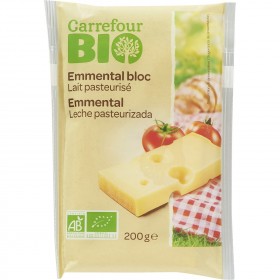 Carrefour
BIO
Emmental bloc
Lait pasteurisé
Emmental
Leche pasteurizada
AB
200g e